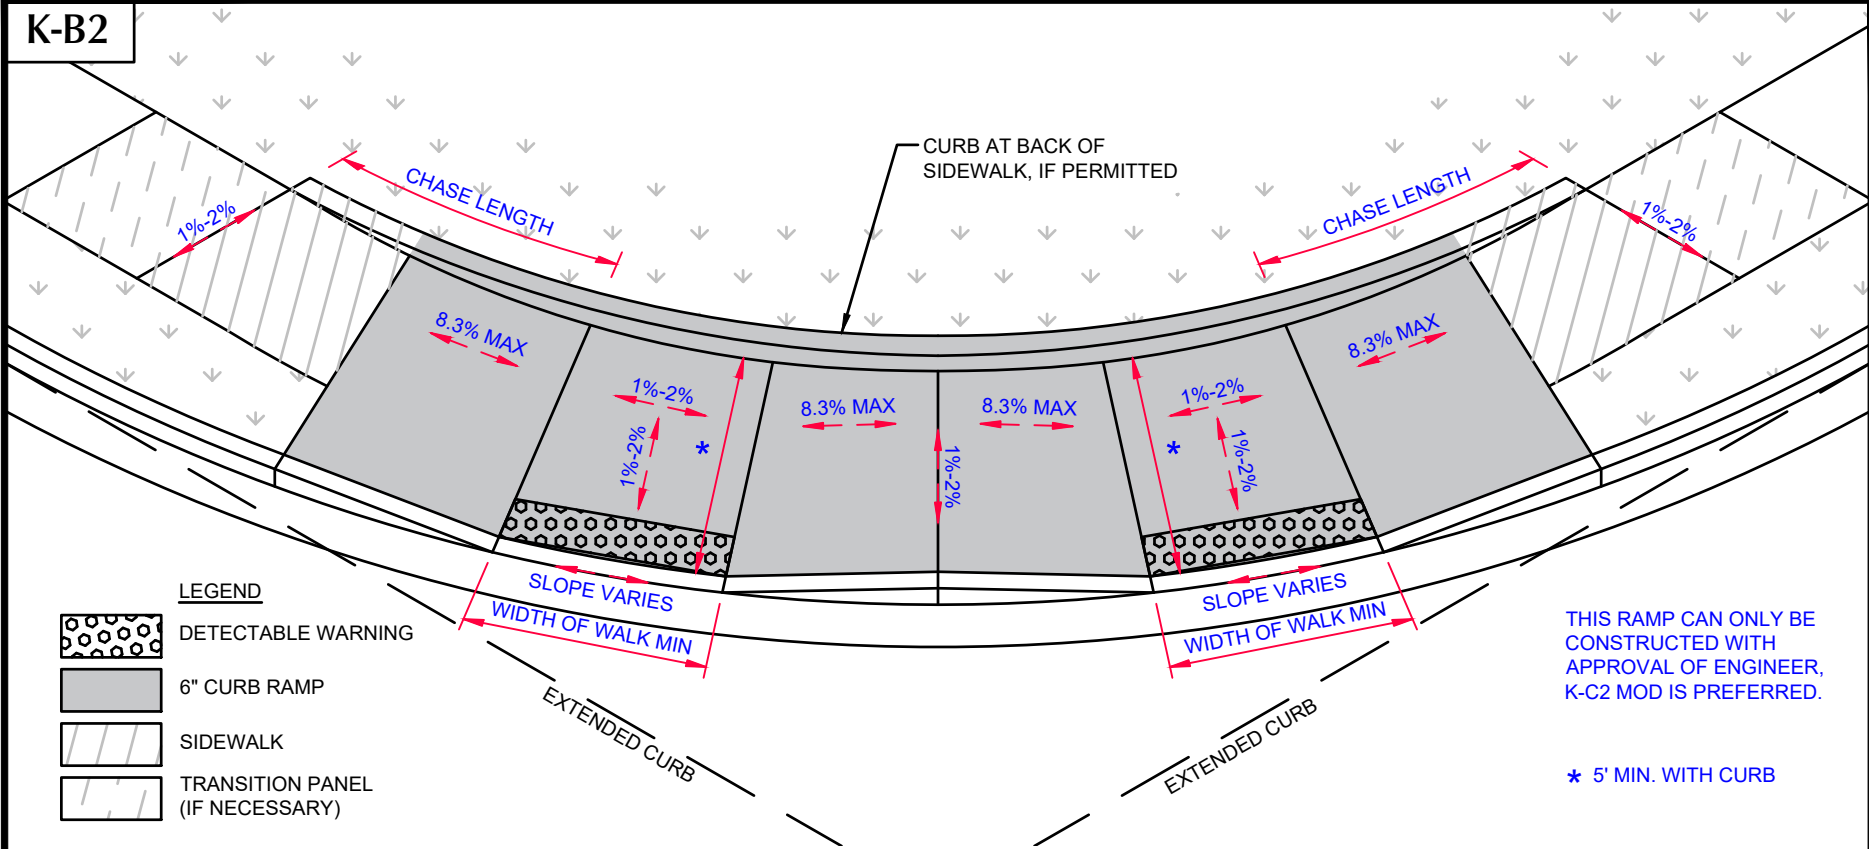 K-B2
CURB AT BACK OF
SIDEWALK, IF PERMITTED
CHASE LENGTH
CHASE LENGTH
1%-2%
1%-2%
8.3% MAX
8.3% MAX
1%-2%
1%-2%
8.3% MAX
8.3% MAX
1%-2%
*
1%-2%
*
1%-2%
SLOPE VARIES
SLOPE VARIES
WIDTH OF WALK MIN
WIDTH OF WALK MIN
EXTENDED CURB
EXTENDED CURB
LEGEND
DETECTABLE WARNING
6" CURB RAMP
SIDEWALK
TRANSITION PANEL
(IF NECESSARY)
THIS RAMP CAN ONLY BE
CONSTRUCTED WITH
APPROVAL OF ENGINEER,
K-C2 MOD IS PREFERRED.
* 5' MIN. WITH CURB